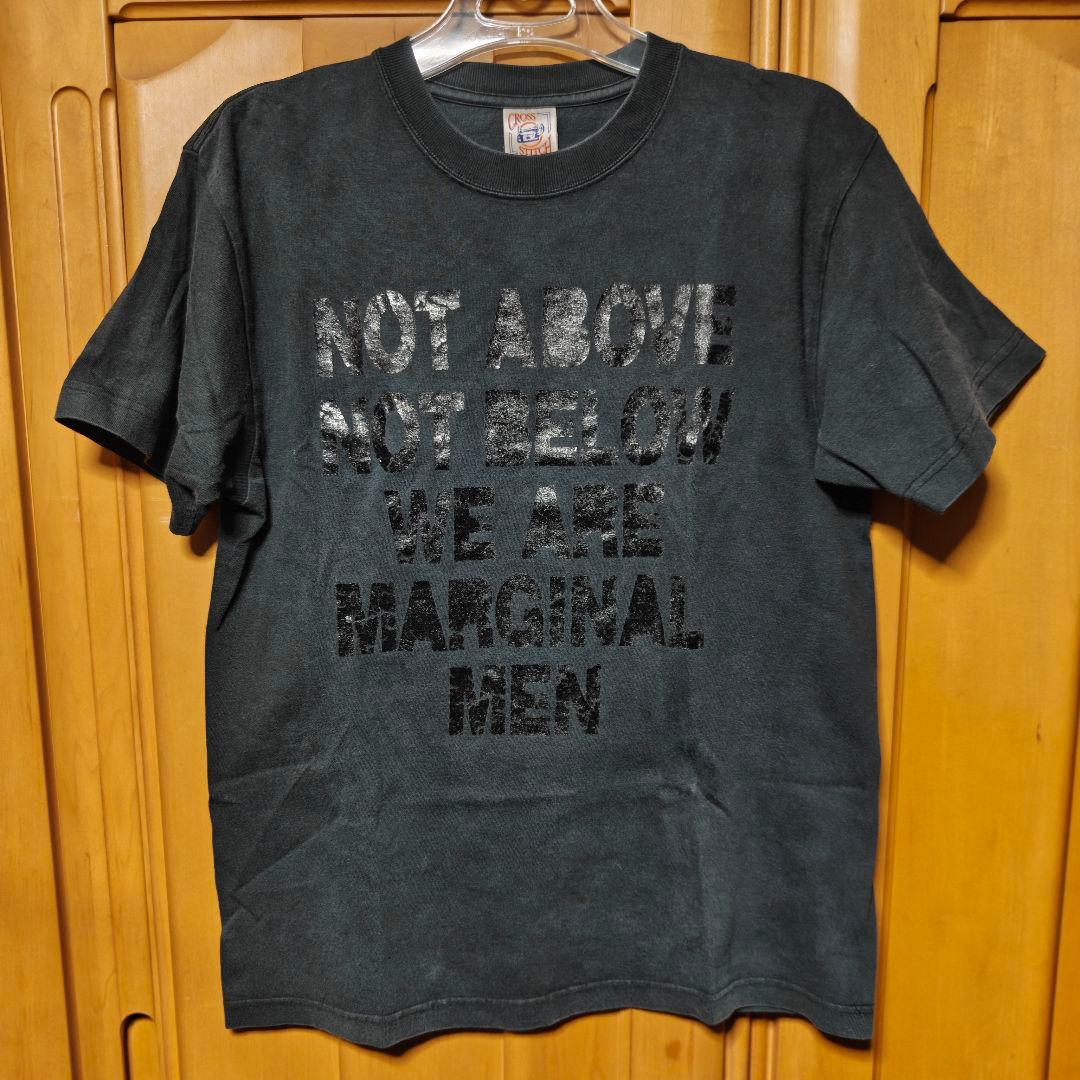 CROSS
STITCH
NOT ABOVE
NOT BELOW
WE ARE
MARGINAL
MEN